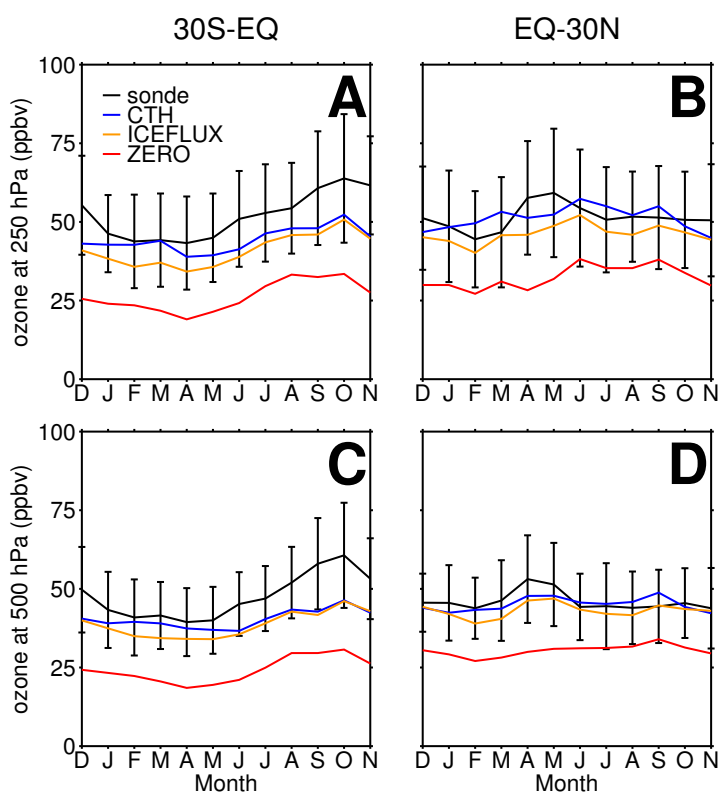 30S-EQ EQ-30N
100
75
50
25
0
ozone at 250 hPa (ppbv)
sonde
CTH
ICEFLUX
ZERO
A
B
D J F M A M J J A S O N
D J F M A M J J A S O N
100
75
50
25
0
ozone at 500 hPa (ppbv)
C
D
D J F M A M J J A S O N
D J F M A M J J A S O N
Month
Month